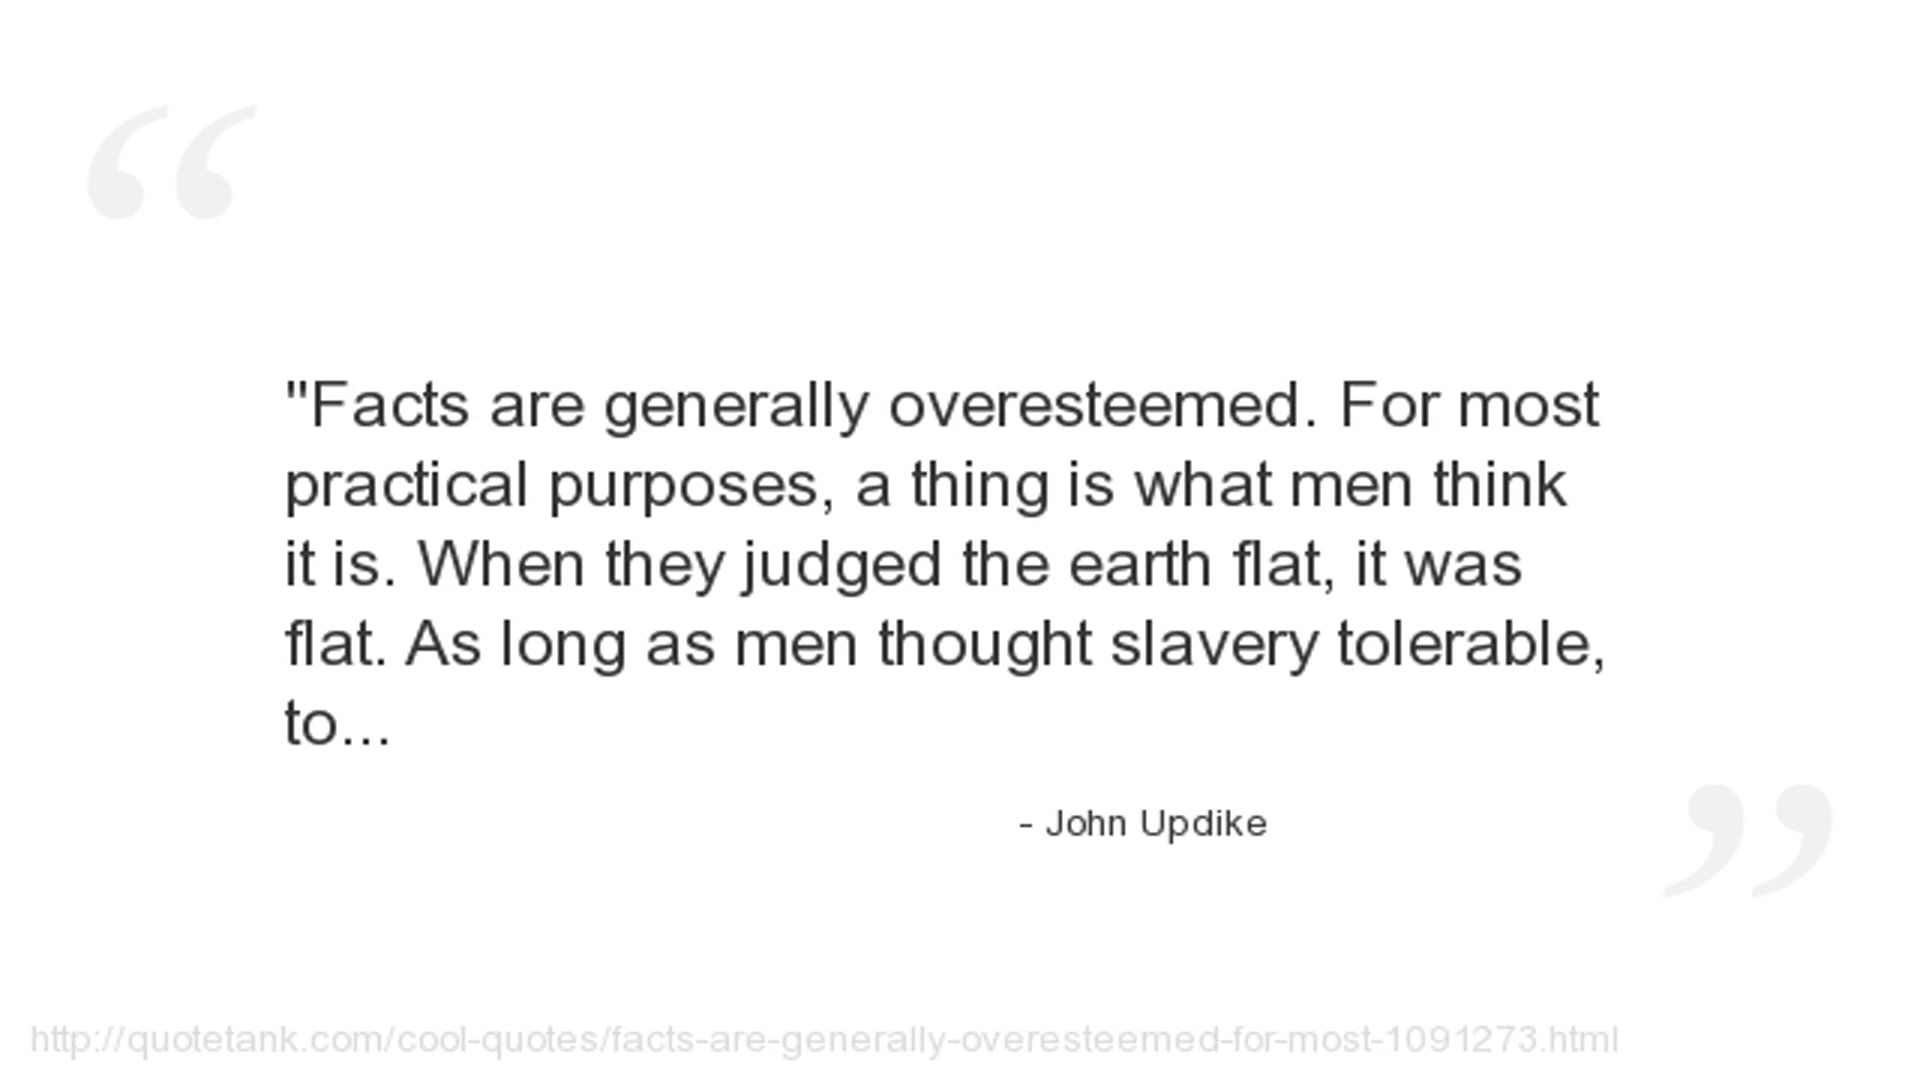 "Facts are generally overesteemed. For most
practical purposes, a thing is what men think
it is. When they judged the earth flat, it was
flat. As long as men thought slavery tolerable,
to...
- John Updike
http://quotetank.com/cool-quotes/facts-are-generally-overesteemed-for-most-1091273.html